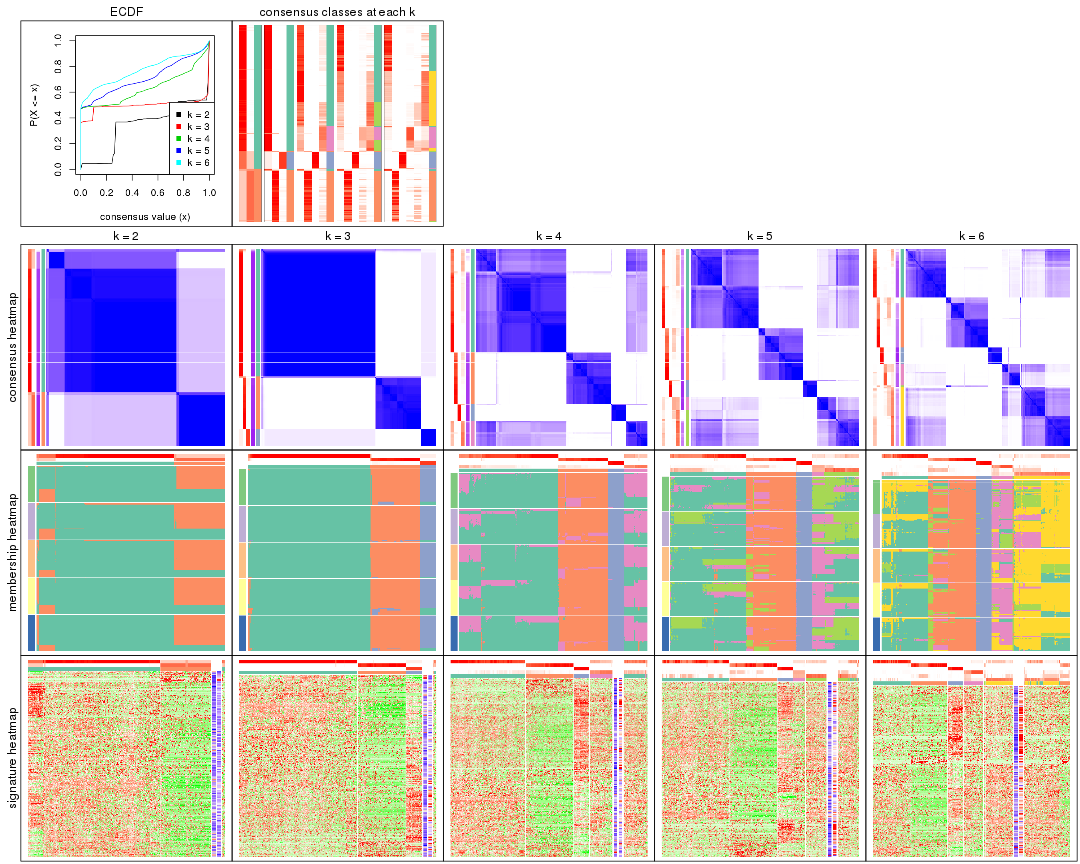 ECDF
consensus classes at each k
P(X <= x)
1.0
0.8
0.6
0.4
0.2
0.0
k = 2
k = 3
k = 4
k = 5
k = 6
0.0 0.2 0.4 0.6 0.8 1.0
consensus value (x)
k = 2
k = 3
k = 4
k = 5
k = 6
consensus heatmap
membership heatmap
signature heatmap